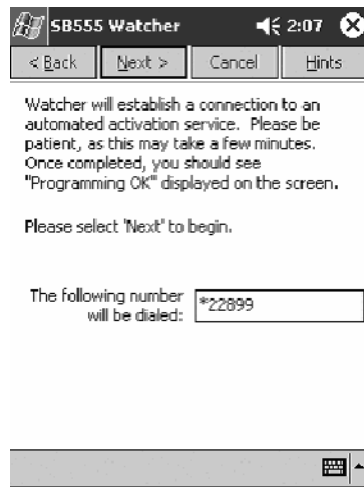 SB555 Watcher 2:07
< Back Next > Cancel Hints
Watcher will establish a connection to an
automated activation service. Please be
patient, as this may take a few minutes.
Once completed, you should see
"Programming OK" displayed on the screen.
Please select 'Next' to begin.
The following number
will be dialed:
*22899